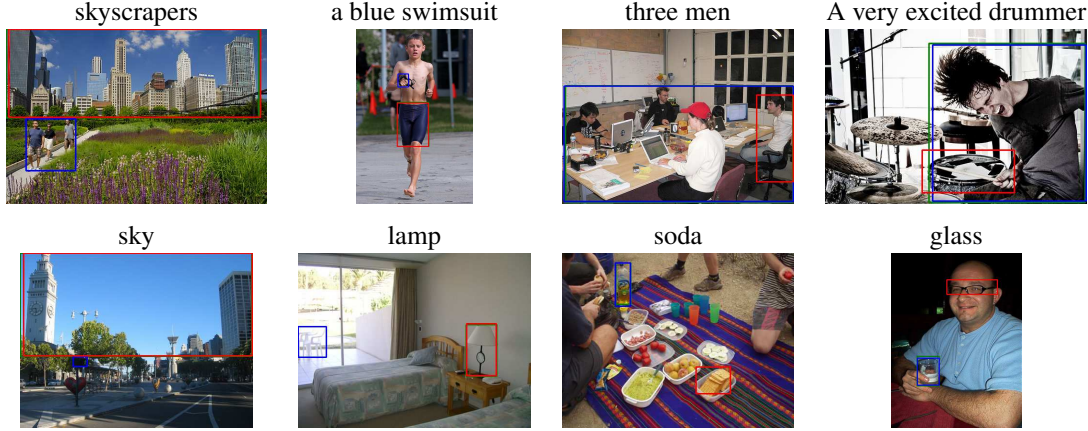 skyscrapers
a blue swimsuit
three men
A very excited drummer
sky
lamp
soda
glass